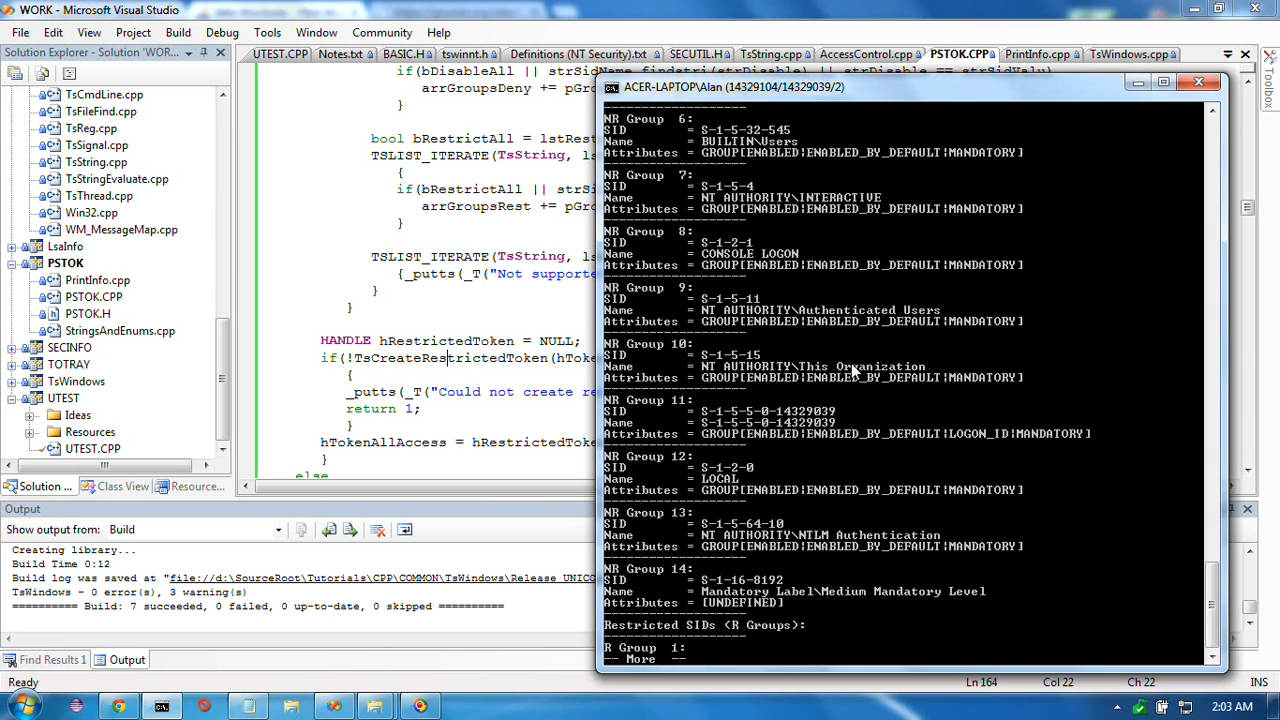 WORK - Microsoft Visual Studio
File Edit View Project Build Debug Tools Window Community Help
Solution Explorer - Solution 'WOR...
UTEST.CPP Notes.txt BASIC.H tswinnt.h Definitions (NT Security).txt SECUTIL.H TsString.cpp AccessControl.cpp PSTOK.CPP PrintInfo.cpp TsWindows.cpp
Toolbox
TsCmdLine.cpp
TsFileFind.cpp
TsReg.cpp
TsSignal.cpp
TsString.cpp
TsStringEvaluate.cpp
TsThread.cpp
Win32.cpp
WM_MessageMap.cpp
LsaInfo
PSTOK
PrintInfo.cpp
PSTOK.CPP
PSTOK.H
StringsAndEnums.cpp
SECINFO
TOTRAY
TsWindows
UTEST
Ideas
Resources
UTEST.CPP
Solution ... Class View Resource...
if(bDisableAll || strSidName.findstri(strDisable) || strDisable == strSidValu)
arrGroupsDeny += pG
}
bool bRestrictAll = lstRest
TSLIST_ITERATE(TsString, ls
{
if(bRestrictAll || strSi
arrGroupsRest += pGro
}
TSLIST_ITERATE(TsString, ls
{_putts(_T("Not supporte
}
}
HANDLE hRestrictedToken = NULL;
if(!TsCreateRestrictedToken(hToke
{
_putts(_T("Could not create re
return 1;
}
hTokenAllAccess = hRestrictedToke
}
else
ACER-LAPTOP\Alan (14329104/14329039/2)
-------------------
NR Group  6:
SID        = S-1-5-32-545
Name       = BUILTIN\Users
Attributes = GROUP[ENABLED¦ENABLED_BY_DEFAULT¦MANDATORY]
-------------------
NR Group  7:
SID        = S-1-5-4
Name       = NT AUTHORITY\INTERACTIVE
Attributes = GROUP[ENABLED¦ENABLED_BY_DEFAULT¦MANDATORY]
-------------------
NR Group  8:
SID        = S-1-2-1
Name       = CONSOLE LOGON
Attributes = GROUP[ENABLED¦ENABLED_BY_DEFAULT¦MANDATORY]
-------------------
NR Group  9:
SID        = S-1-5-11
Name       = NT AUTHORITY\Authenticated Users
Attributes = GROUP[ENABLED¦ENABLED_BY_DEFAULT¦MANDATORY]
-------------------
NR Group 10:
SID        = S-1-5-15
Name       = NT AUTHORITY\This Organization
Attributes = GROUP[ENABLED¦ENABLED_BY_DEFAULT¦MANDATORY]
-------------------
NR Group 11:
SID        = S-1-5-5-0-14329039
Name       = S-1-5-5-0-14329039
Attributes = GROUP[ENABLED¦ENABLED_BY_DEFAULT¦LOGON_ID¦MANDATORY]
-------------------
NR Group 12:
SID        = S-1-2-0
Name       = LOCAL
Attributes = GROUP[ENABLED¦ENABLED_BY_DEFAULT¦MANDATORY]
-------------------
NR Group 13:
SID        = S-1-5-64-10
Name       = NT AUTHORITY\NTLM Authentication
Attributes = GROUP[ENABLED¦ENABLED_BY_DEFAULT¦MANDATORY]
-------------------
NR Group 14:
SID        = S-1-16-8192
Name       = Mandatory Label\Medium Mandatory Level
Attributes = [UNDEFINED]
-------------------
Restricted SIDs (R Groups):
-------------------
R Group  1:
-- More  --
Output
Show output from: Build
Creating library...
Build Time 0:12
Build log was saved at "file://d:\SourceRoot\Tutorials\CPP\COMMON\TsWindows\Release_UNICO
TsWindows - 0 error(s), 3 warning(s)
========== Build: 7 succeeded, 0 failed, 0 up-to-date, 0 skipped ==========
Find Results 1 Output
Ready Ln 164 Col 22 Ch 22 INS
2:03 AM